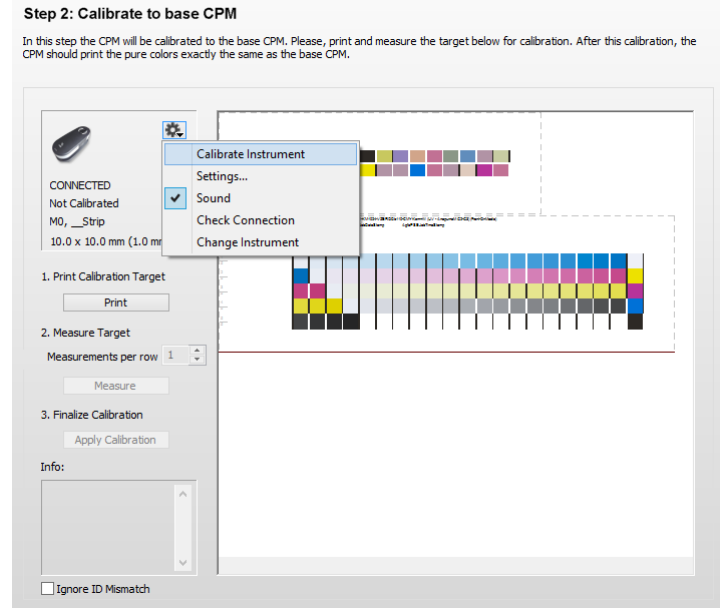 Step 2: Calibrate to base CPM
In this step the CPM will be calibrated to the base CPM. Please, print and measure the target below for calibration. After this calibration, the
CPM should print the pure colors exactly the same as the base CPM.
CONNECTED
Not Calibrated
M0, __Strip
10.0 x 10.0 mm (1.0 mm
Calibrate Instrument
Settings...
Sound
Check Connection
Change Instrument
1. Print Calibration Target
Print
2. Measure Target
Measurements per row 1
Measure
3. Finalize Calibration
Apply Calibration
Info:
Ignore ID Mismatch